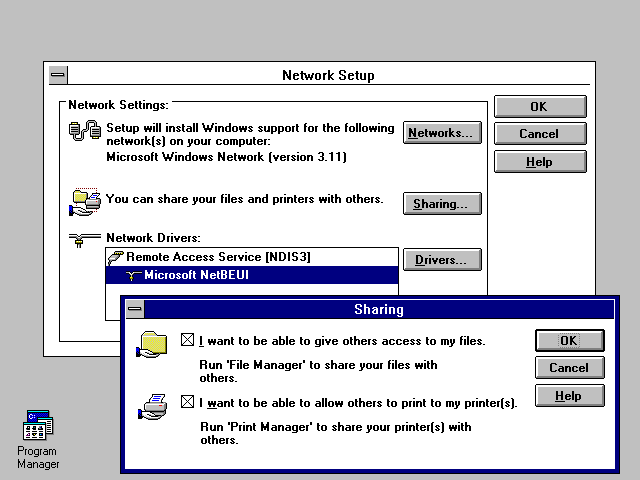 Network Setup
Network Settings:
Setup will install Windows support for the following
network(s) on your computer:
Microsoft Windows Network (version 3.11)
Networks...
OK
Cancel
Help
You can share your files and printers with others.
Sharing...
Network Drivers:
Remote Access Service [NDIS3]
Microsoft NetBEUI
Drivers...
Sharing
I want to be able to give others access to my files.
Run 'File Manager' to share your files with
others.
I want to be able to allow others to print to my printer(s).
Run 'Print Manager' to share your printer(s) with
others.
OK
Cancel
Help
Program
Manager